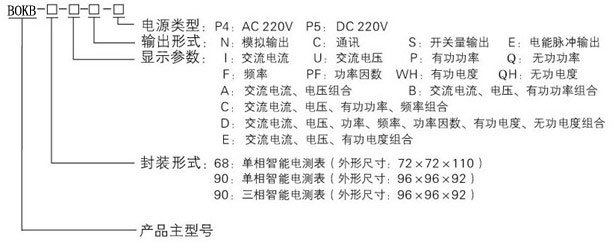 BOKB-□-□-□-□
电源类型：P4：AC 220V P5：DC 220V
输出形式：N：模拟输出 C：通讯 S：开关量输出 E：电能脉冲输出
显示参数：I：交流电流 U：交流电压 P：有功功率 Q：无功功率
F：频率 PF：功率因数 WH：有功电度 QH：无功电度
A：交流电流、电压组合 B：交流电流、电压、有功功率组合
C：交流电流、电压、有功功率、频率组合
D：交流电流、电压、功率、频率、功率因数、有功电度、无功电度组合
E：交流电流、电压、有功电度组合
封装形式：68：单相智能电测表（外形尺寸：72×72×110）
90：单相智能电测表（外形尺寸：96×96×92）
90：三相智能电测表（外形尺寸：96×96×92）
产品主型号